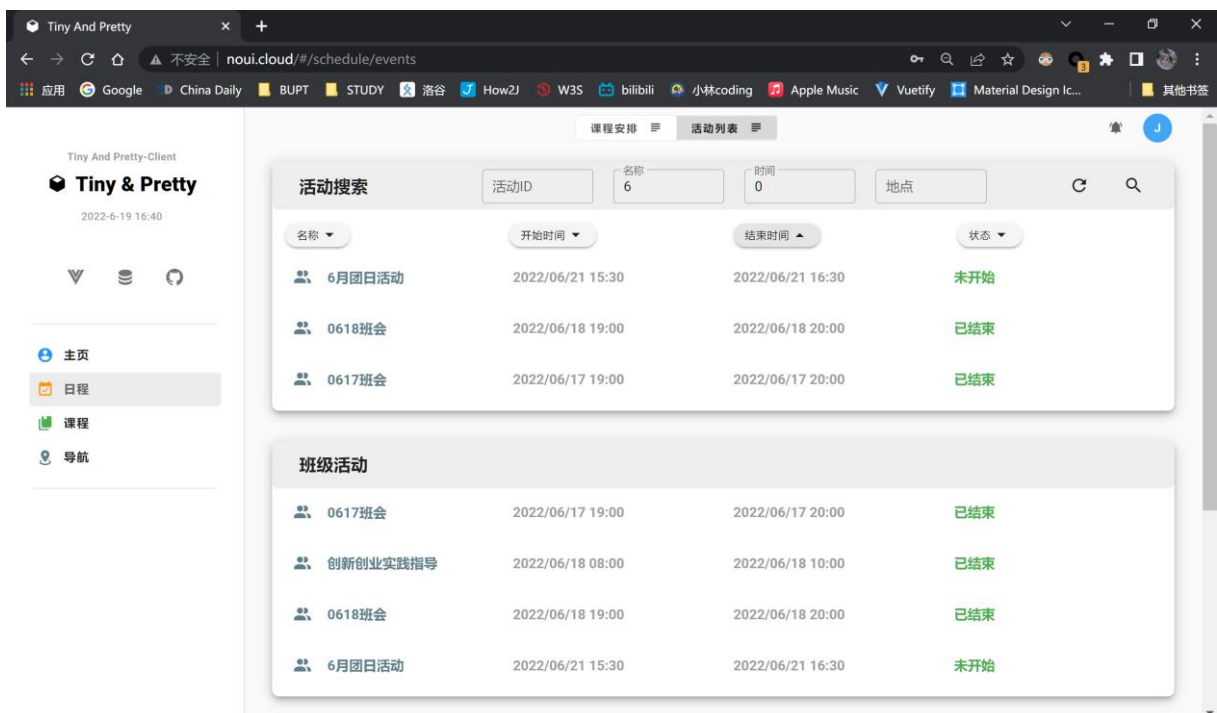 Tiny And Pretty
不安全 noui.cloud/#/schedule/events
3
应用 Google China Daily BUPT STUDY 洛谷 How2J W3S bilibili 小林coding Apple Music Vuetify Material Design Ic... 其他书签
课程安排 活动列表
J
Tiny And Pretty-Client
Tiny & Pretty
2022-6-19 16:40
主页
日程
课程
导航
活动搜索 活动ID 名称 6 时间 0 地点
名称 开始时间 结束时间 状态
6月团日活动 2022/06/21 15:30 2022/06/21 16:30 未开始
0618班会 2022/06/18 19:00 2022/06/18 20:00 已结束
0617班会 2022/06/17 19:00 2022/06/17 20:00 已结束
班级活动
0617班会 2022/06/17 19:00 2022/06/17 20:00 已结束
创新创业实践指导 2022/06/18 08:00 2022/06/18 10:00 已结束
0618班会 2022/06/18 19:00 2022/06/18 20:00 已结束
6月团日活动 2022/06/21 15:30 2022/06/21 16:30 未开始